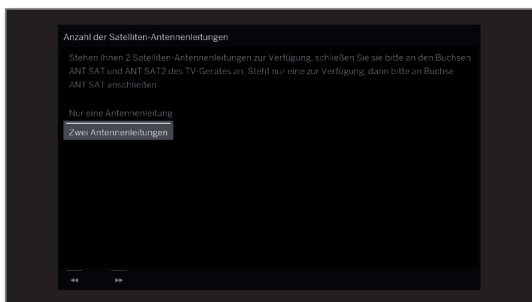 Anzahl der Satelliten-Antennenleitungen
Stehen Ihnen 2 Satelliten-Antennenleitungen zur Verfügung, schließen Sie sie bitte an den Buchsen
ANT SAT und ANT SAT2 des TV-Gerätes an. Steht nur eine zur Verfügung, dann bitte an Buchse
ANT SAT anschließen.
Nur eine Antennenleitung
Zwei Antennenleitungen